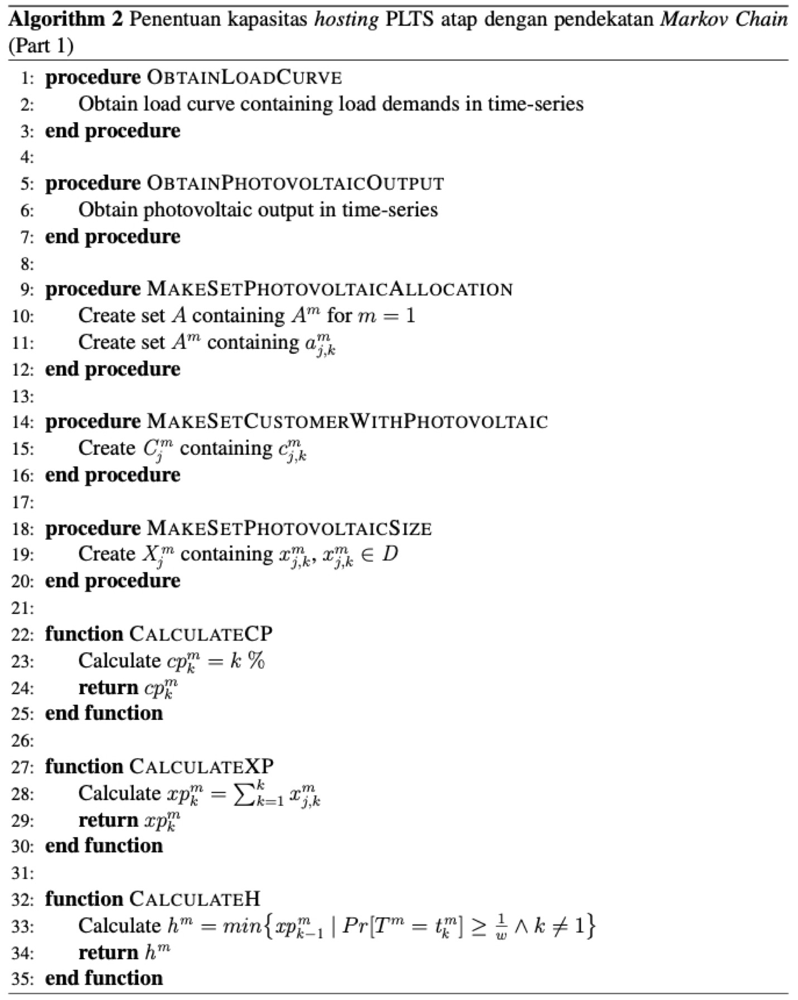 Algorithm 2 Penentuan kapasitas hosting PLTS atap dengan pendekatan Markov Chain
(Part 1)
1: procedure OBTAINLOADCURVE
2: Obtain load curve containing load demands in time-series
3: end procedure
4:
5: procedure OBTAINPHOTOVOLTAICOUTPUT
6: Obtain photovoltaic output in time-series
7: end procedure
8:
9: procedure MAKESETPHOTOVOLTAICALLOCATION
10: Create set $A$ containing $A^m$ for $m = 1$
11: Create set $A^m$ containing $a^m_{j,k}$
12: end procedure
13:
14: procedure MAKESETCUSTOMERWITHPHOTOVOLTAIC
15: Create $C^m_j$ containing $c^m_{j,k}$
16: end procedure
17:
18: procedure MAKESETPHOTOVOLTAICSIZE
19: Create $X^m_j$ containing $x^m_{j,k}$, $x^m_{j,k} \in D$
20: end procedure
21:
22: function CALCULATECP
23: Calculate $cp^m_k = k\ \%$
24: return $cp^m_k$
25: end function
26:
27: function CALCULATEXP
28: Calculate $xp^m_k = \sum_{k=1}^{k} x^m_{j,k}$
29: return $xp^m_k$
30: end function
31:
32: function CALCULATEH
33: Calculate $h^m = min\{xp^m_{k-1} \mid Pr[T^m = t^m_k] \geq \frac{1}{w} \wedge k \neq 1\}$
34: return $h^m$
35: end function